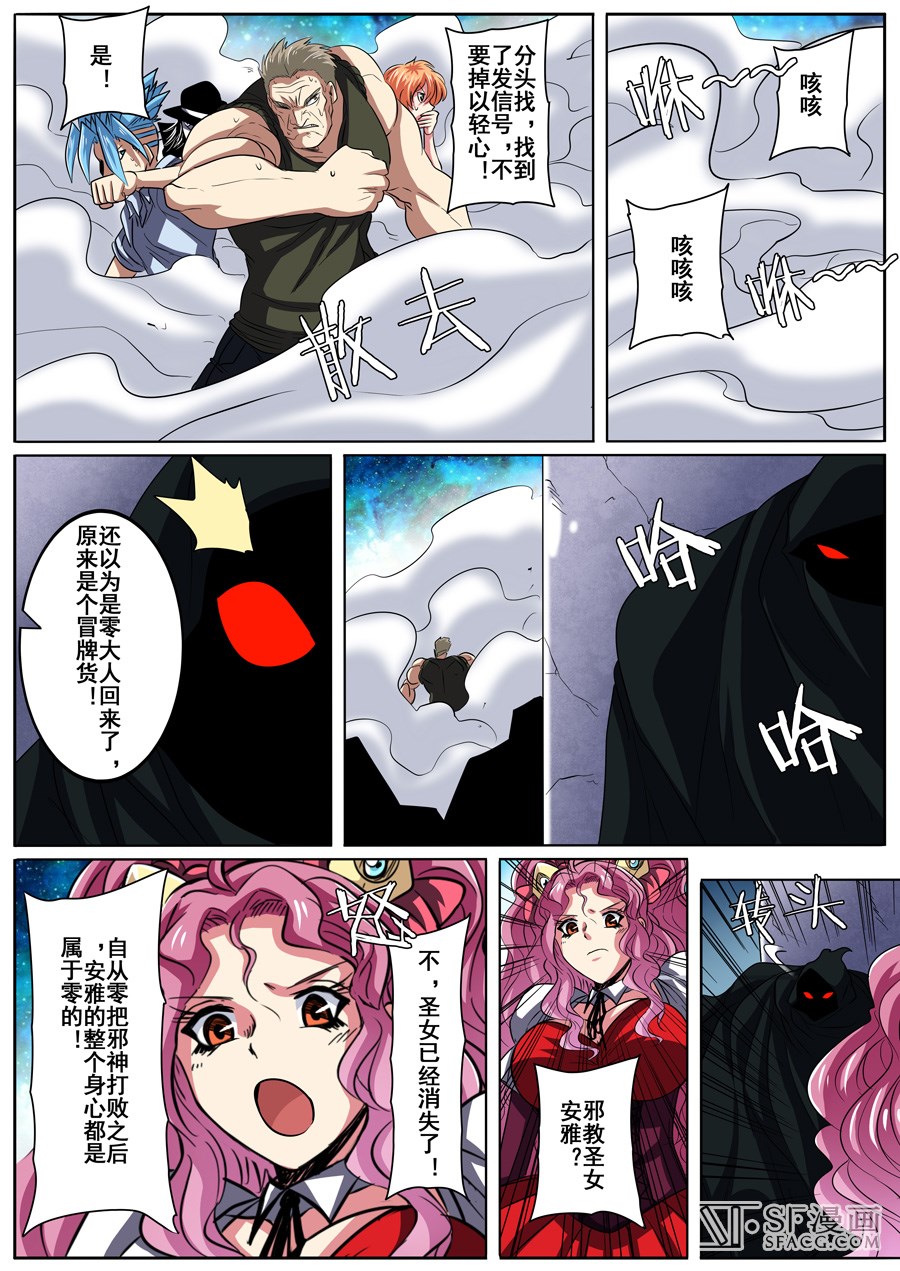 咳咳
咻
咳咳咳
咻
分头找，找到
了发信号，不
要掉以轻心！
是！
散去
哈
哈
还以为是零大人回来了，
原来是个冒牌货！
转头
邪教圣女
安雅？
怒
不，圣女已经消失了！
自从零把邪神打败之后
，安雅的整个身心都是
属于零的！
SF漫画
SFACG.COM